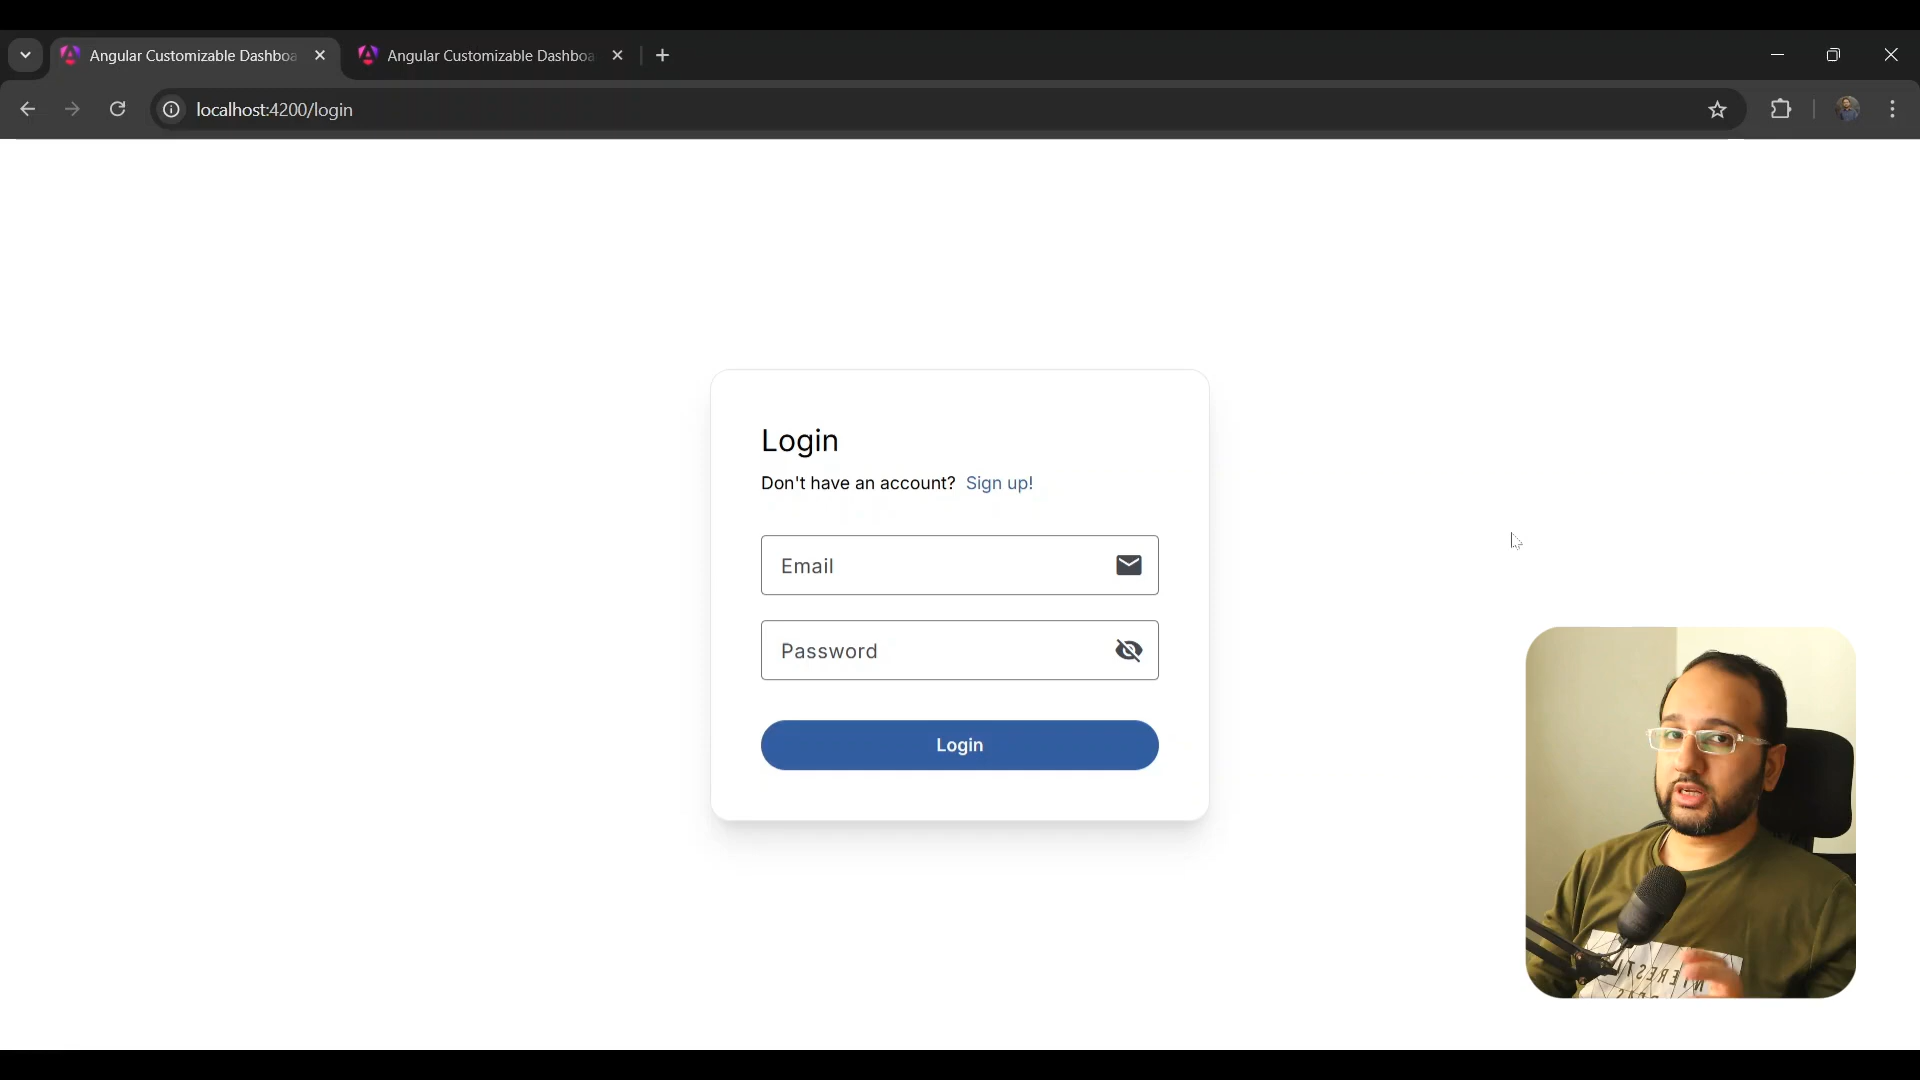 Angular Customizable Dashboa
Angular Customizable Dashboa
localhost:4200/login
Login
Don't have an account? Sign up!
Email
Password
Login